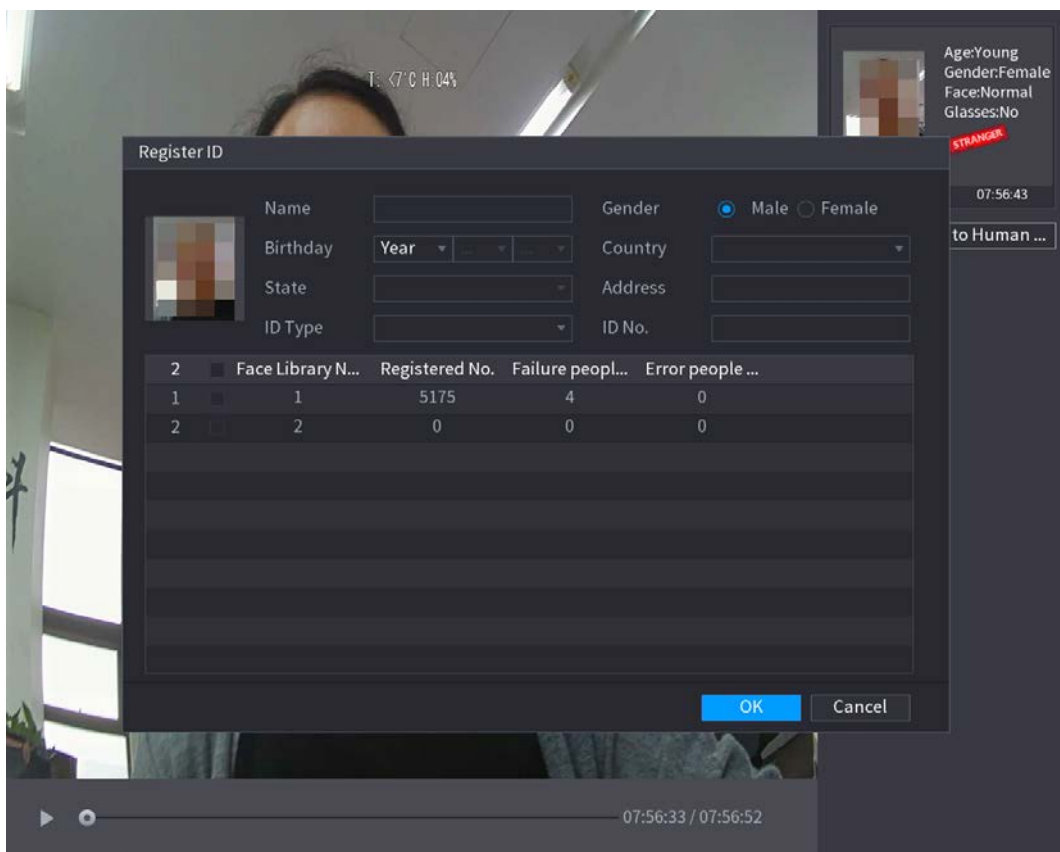 T: <7°C H:04%
Age:Young
Gender:Female
Face:Normal
Glasses:No
STRANGER
07:56:43
to Human ...
Register ID
Name
Gender Male Female
Birthday Year ... ...
Country
State
Address
ID Type
ID No.
2 Face Library N... Registered No. Failure peopl... Error people ...
1 1 5175 4 0
2 2 0 0 0
OK Cancel
07:56:33 / 07:56:52